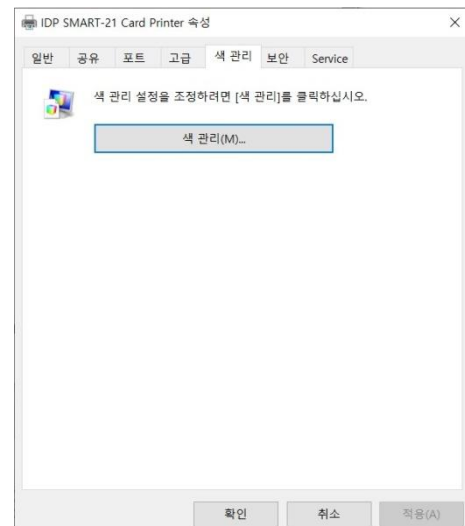 IDP SMART-21 Card Printer 속성
일반 공유 포트 고급 색 관리 보안 Service
색 관리 설정을 조정하려면 [색 관리]를 클릭하십시오.
색 관리(M)...
확인 취소 적용(A)